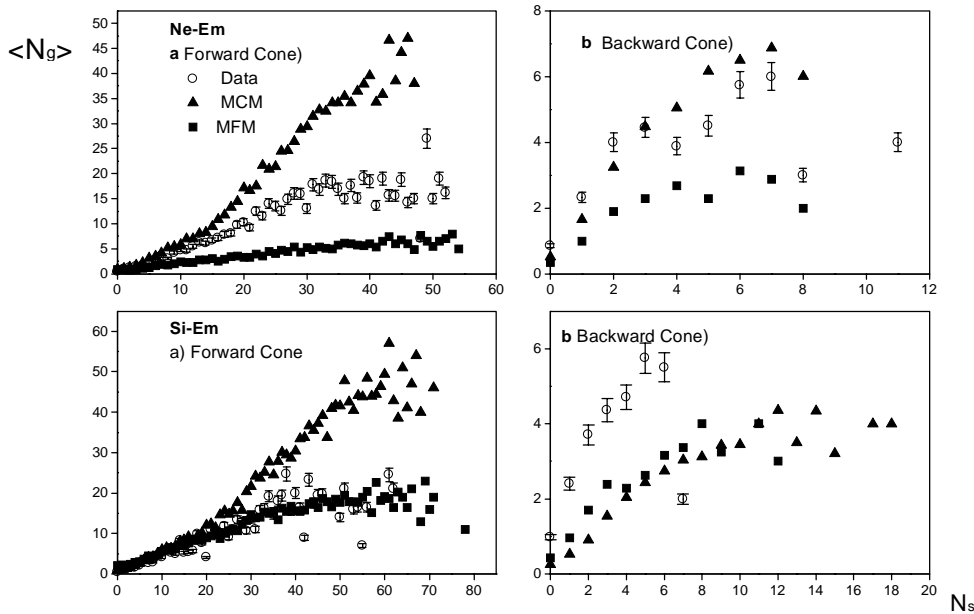 <Ng>
Ne-Em
a Forward Cone)
Data
MCM
MFM
50
45
40
35
30
25
20
15
10
5
0
0 10 20 30 40 50 60
b Backward Cone)
8
6
4
2
0
0 2 4 6 8 10 12
Si-Em
a) Forward Cone
60
50
40
30
20
10
0
0 10 20 30 40 50 60 70 80
b Backward Cone)
6
4
2
0
0 2 4 6 8 10 12 14 16 18 20
Ns